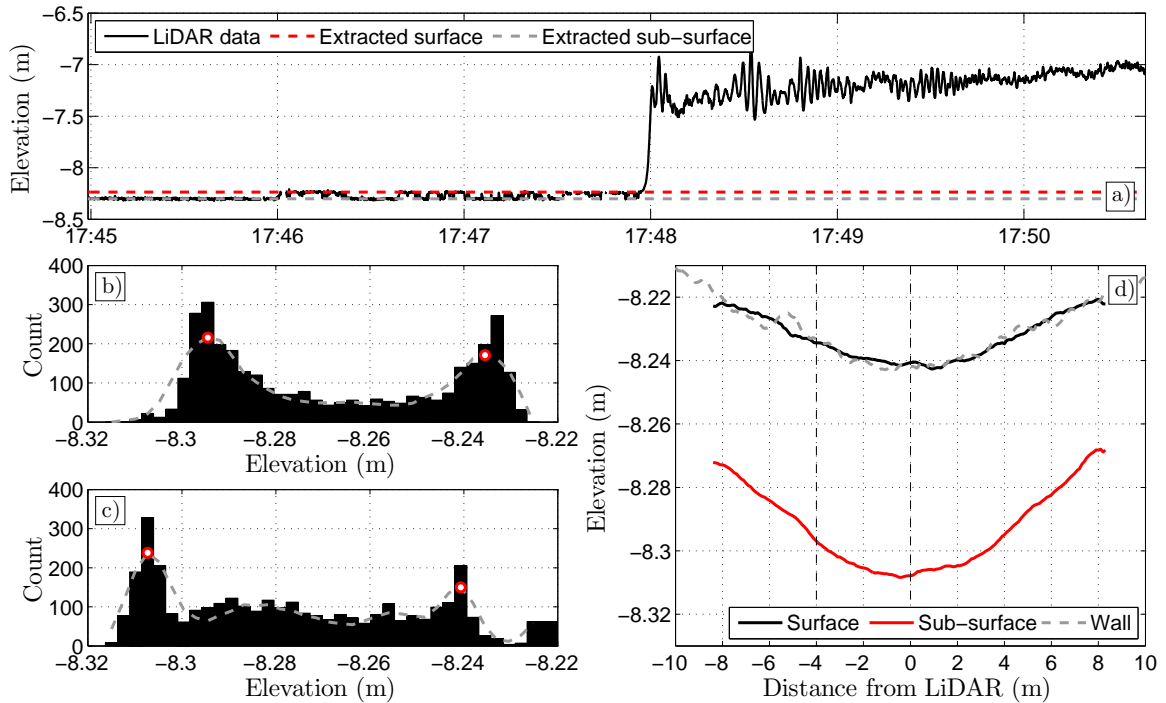 −6.5
LiDAR data Extracted surface Extracted sub−surface
−7
−7.5
−8
−8.5
Elevation (m)
a)
17:45 17:46 17:47 17:48 17:49 17:50
b)
400
300
200
100
0
Count
−8.32 −8.3 −8.28 −8.26 −8.24 −8.22
Elevation (m)
c)
400
300
200
100
0
Count
−8.32 −8.3 −8.28 −8.26 −8.24 −8.22
Elevation (m)
d)
−8.22
−8.24
−8.26
−8.28
−8.3
−8.32
Elevation (m)
Surface Sub−surface Wall
−10 −8 −6 −4 −2 0 2 4 6 8 10
Distance from LiDAR (m)